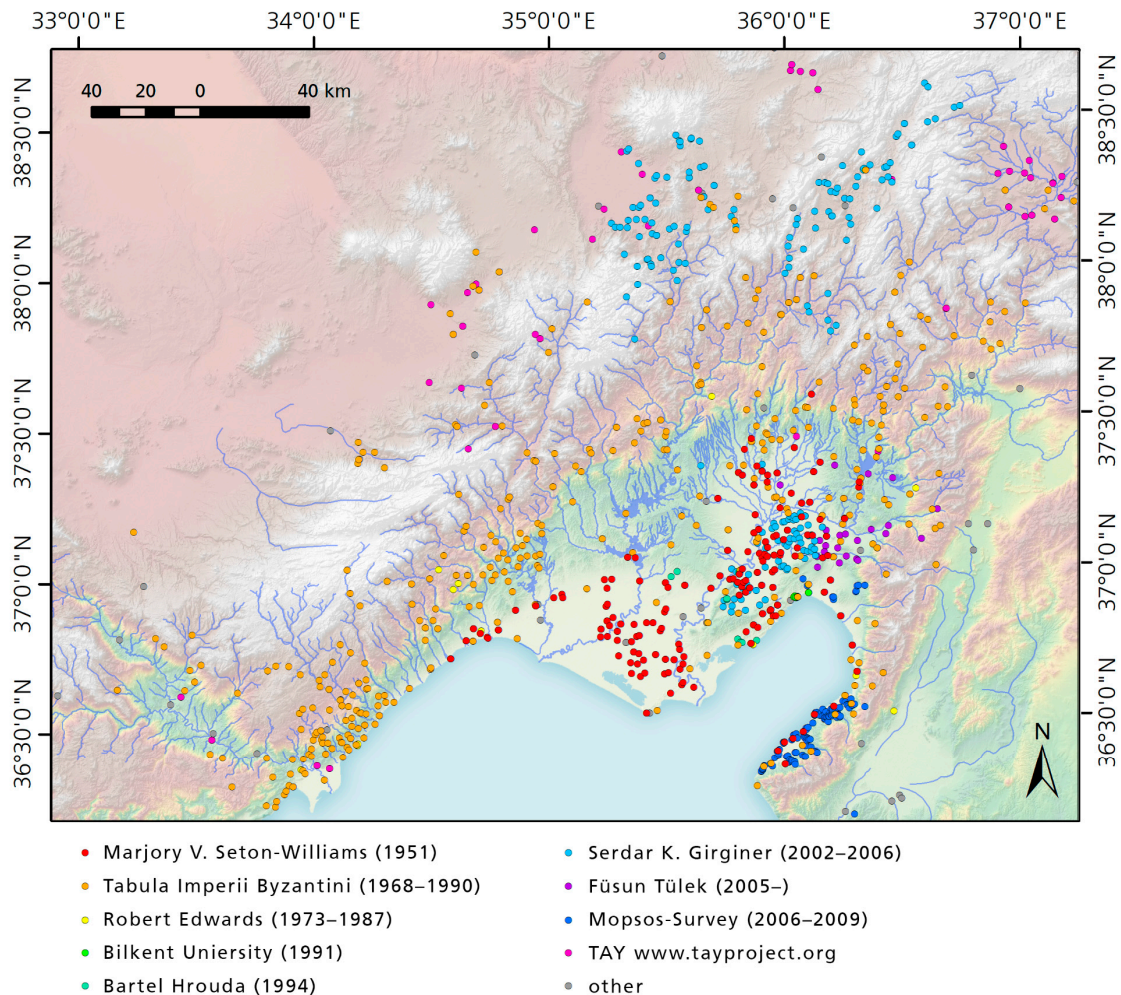 33°0'0"E 34°0'0"E 35°0'0"E 36°0'0"E 37°0'0"E
40 20 0 40 km
38°30'0"N
38°0'0"N
37°30'0"N
37°0'0"N
36°30'0"N
38°30'0"N
38°0'0"N
37°30'0"N
37°0'0"N
36°30'0"N
N
Marjory V. Seton-Williams (1951)
Tabula Imperii Byzantini (1968–1990)
Robert Edwards (1973–1987)
Bilkent Uniersity (1991)
Bartel Hrouda (1994)
Serdar K. Girginer (2002–2006)
Füsun Tülek (2005–)
Mopsos-Survey (2006–2009)
TAY www.tayproject.org
other